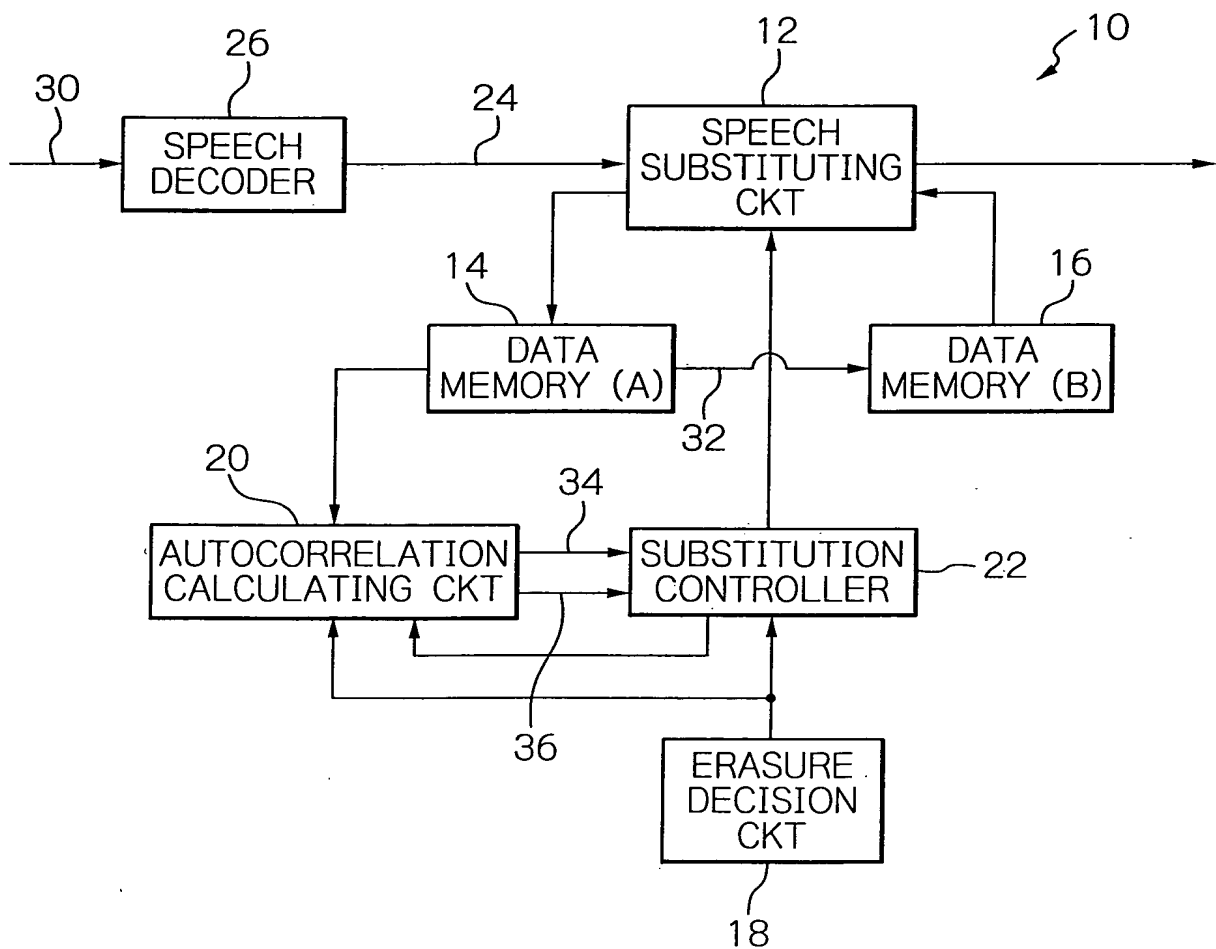 10
12
26
30
24
SPEECH
DECODER
SPEECH
SUBSTITUTING
CKT
14
16
DATA
MEMORY (A)
DATA
MEMORY (B)
32
20
34
AUTOCORRELATION
CALCULATING CKT
SUBSTITUTION
CONTROLLER
22
36
ERASURE
DECISION
CKT
18